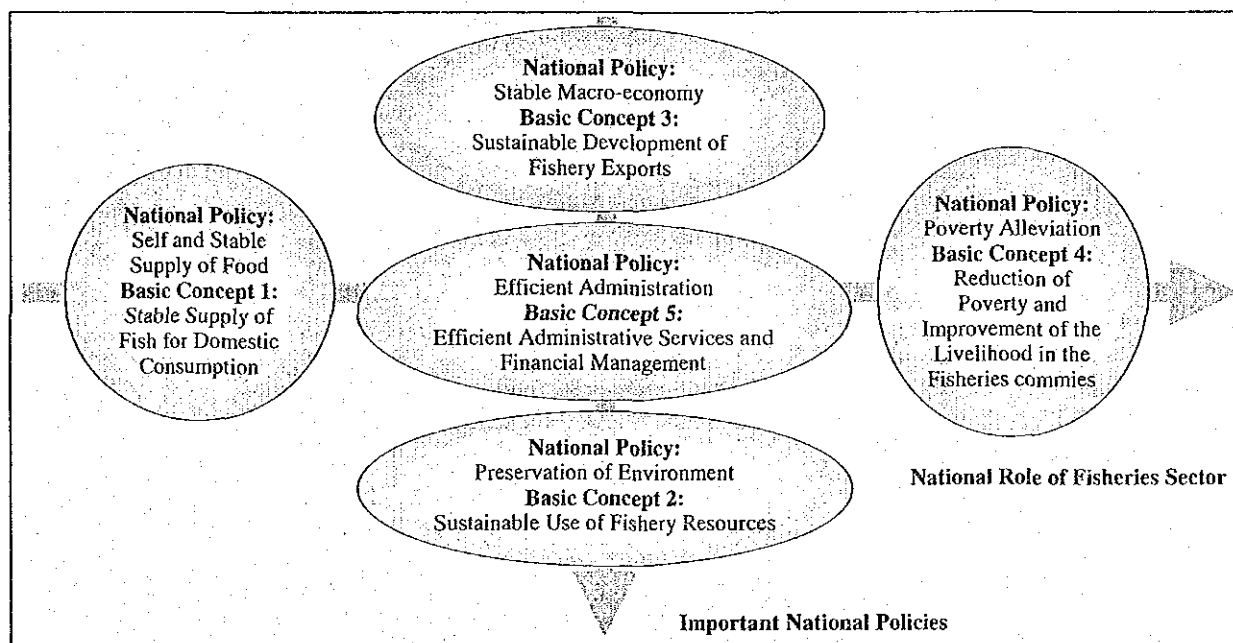 National Policy:
Stable Macro-economy
Basic Concept 3:
Sustainable Development of
Fishery Exports
National Policy:
Self and Stable
Supply of Food
Basic Concept 1:
Stable Supply of
Fish for Domestic
Consumption
National Policy:
Efficient Administration
Basic Concept 5:
Efficient Administrative Services and
Financial Management
National Policy:
Poverty Alleviation
Basic Concept 4:
Reduction of
Poverty and
Improvement of the
Livelihood in the
Fisheries commies
National Policy:
Preservation of Environment
Basic Concept 2:
Sustainable Use of Fishery Resources
National Role of Fisheries Sector
Important National Policies